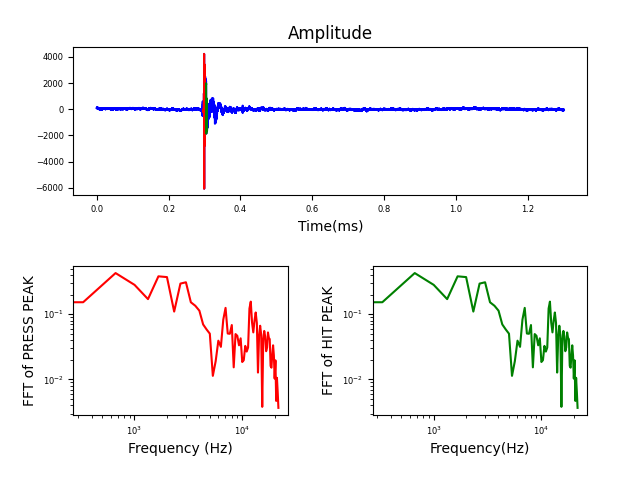 Amplitude
4000
2000
0
−2000
−4000
−6000
0.0 0.2 0.4 0.6 0.8 1.0 1.2
Time(ms)
FFT of PRESS PEAK
10⁻¹
10⁻²
10³ 10⁴
Frequency (Hz)
FFT of HIT PEAK
10⁻¹
10⁻²
10³ 10⁴
Frequency(Hz)